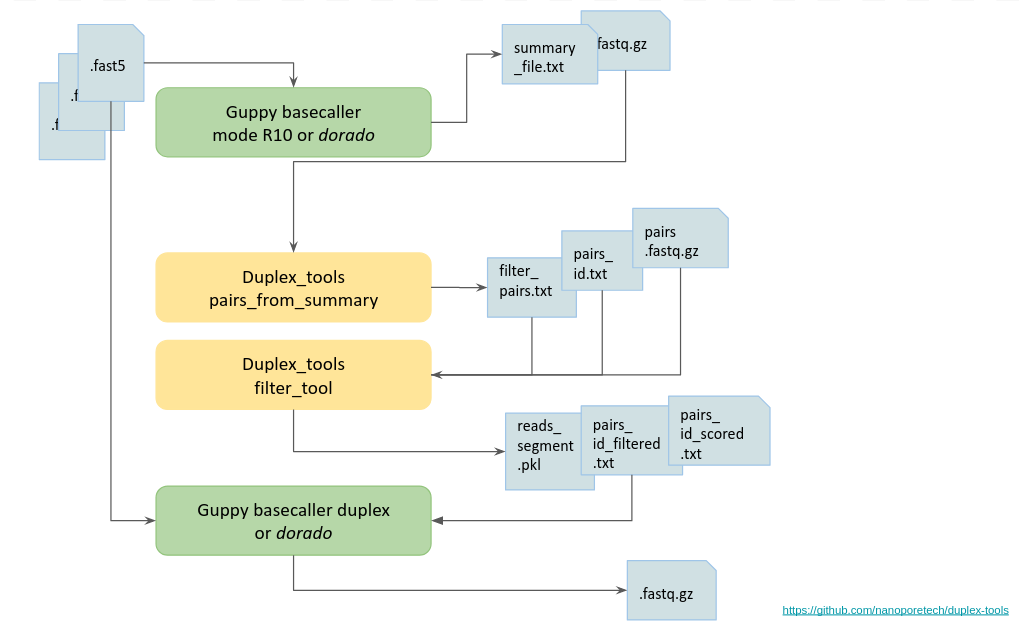 .fast5
.f
.f
Guppy basecaller
mode R10 or dorado
summary
_file.txt
fastq.gz
Duplex_tools
pairs_from_summary
filter_
pairs.txt
pairs_
id.txt
pairs
.fastq.gz
Duplex_tools
filter_tool
reads_
segment
.pkl
pairs_
id_filtered
.txt
pairs_
id_scored
.txt
Guppy basecaller duplex
or dorado
.fastq.gz
https://github.com/nanoporetech/duplex-tools